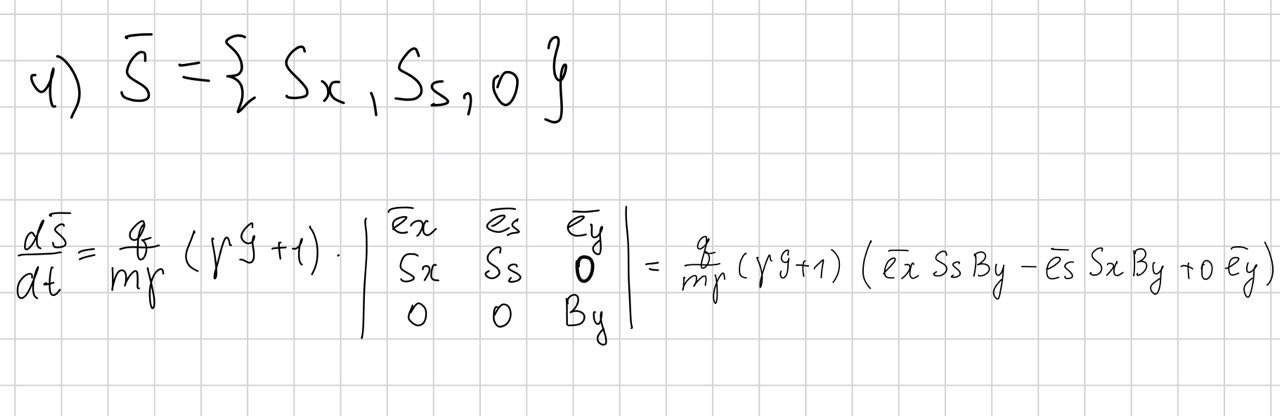 4) S̄ = { Sx, Ss, 0 }
dS̄/dt = q/mγ (γG+1) · | ēx ēs ēy | = q/mγ (γG+1) (ēx Ss By − ēs Sx By + 0 ēy)
Sx Ss 0
0 0 By